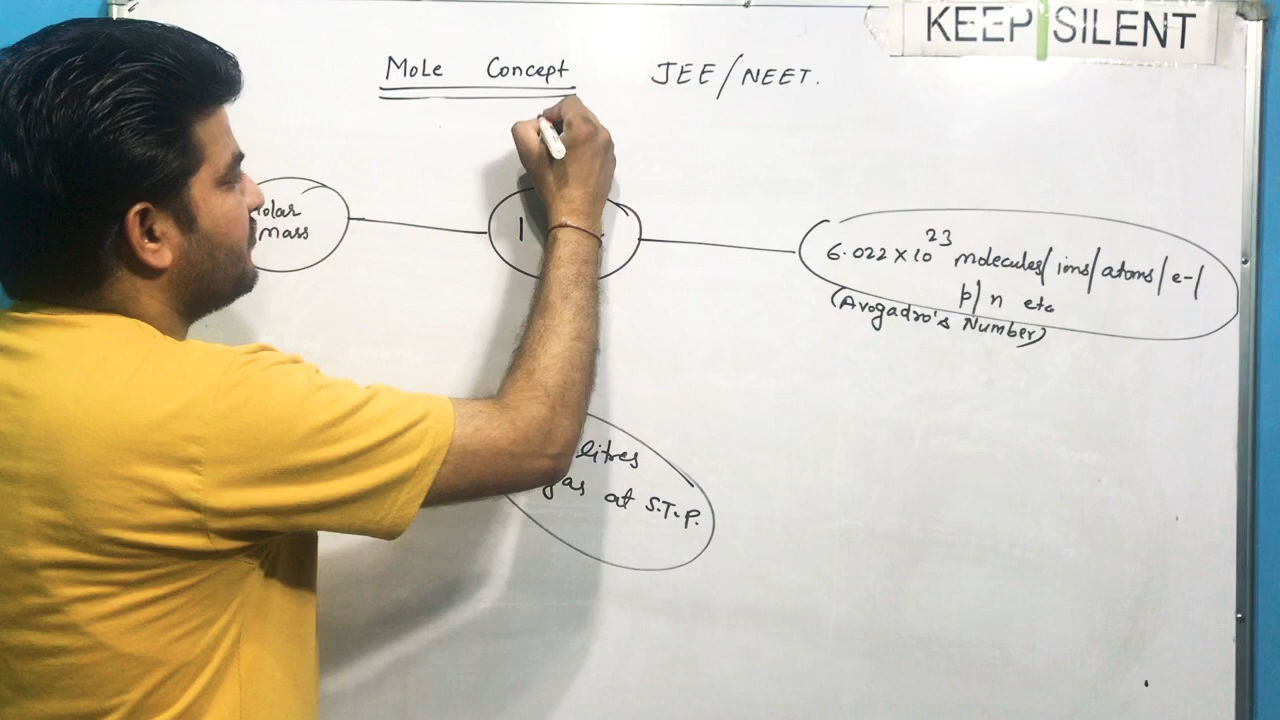 KEEP SILENT
Mole Concept JEE/NEET.
mass
1
6.022×10²³ molecules/ions/atoms/e-/
p/n etc
(Avogadro's Number)
litres
gas at S.T.P.